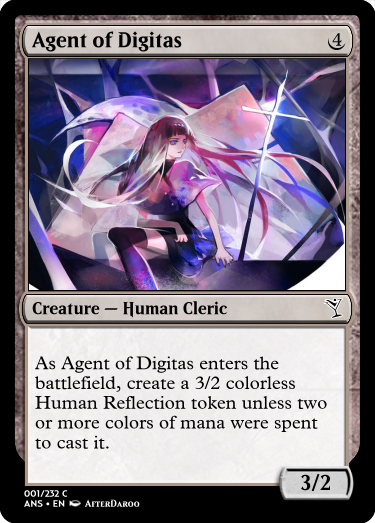 Agent of Digitas 4
Creature — Human Cleric
As Agent of Digitas enters the
battlefield, create a 3/2 colorless
Human Reflection token unless two
or more colors of mana were spent
to cast it.
3/2
001/232 C
ANS • EN AfterDaroo